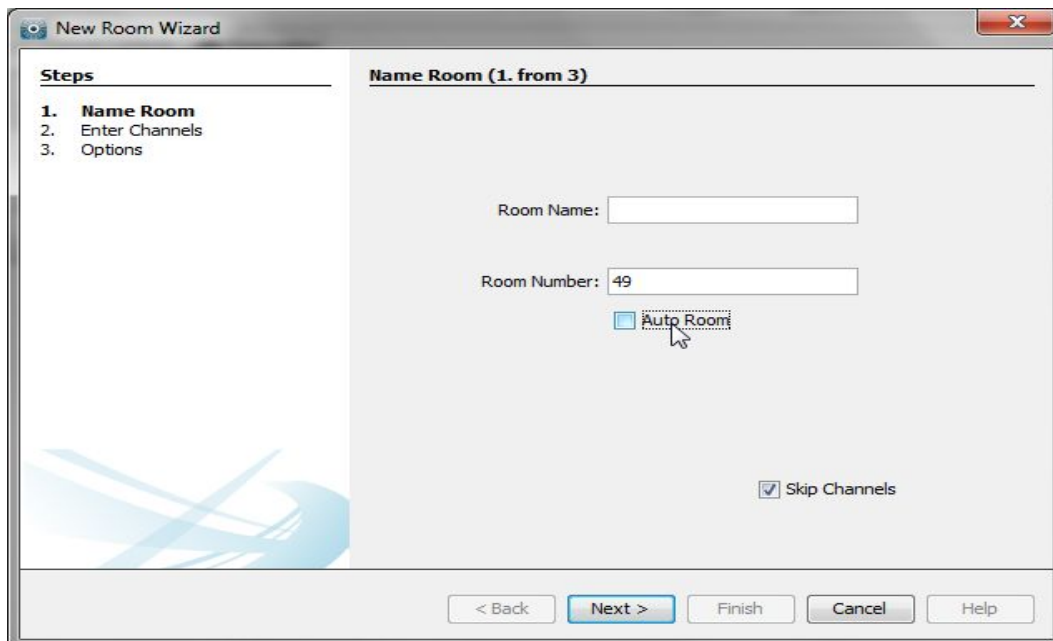 New Room Wizard
Steps
1. Name Room
2. Enter Channels
3. Options
Name Room (1. from 3)
Room Name:
Room Number: 49
Auto Room
Skip Channels
< Back Next > Finish Cancel Help